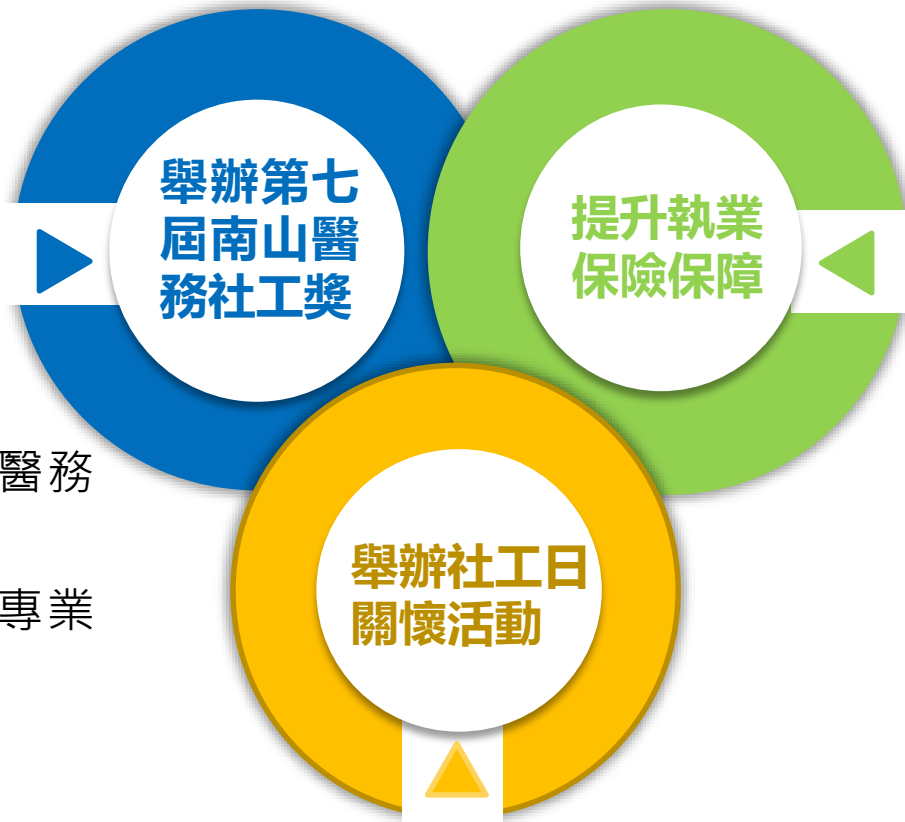 舉辦第七
屆南山醫
務社工獎
提升執業
保險保障
醫務
專業
舉辦社工日
關懷活動